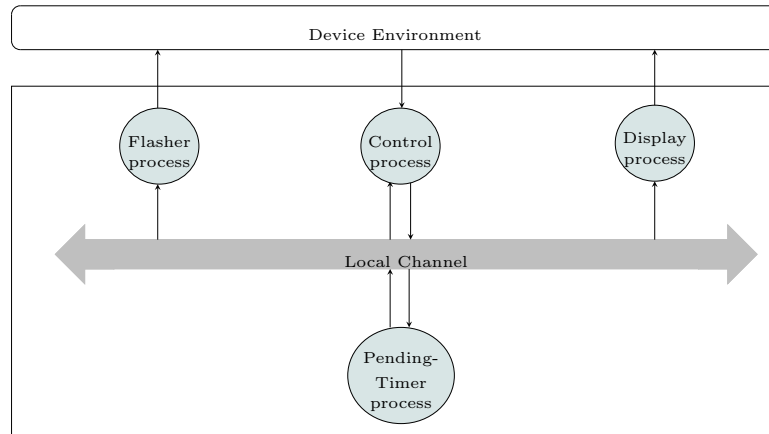 Device Environment
Flasher
process
Control
process
Display
process
Local Channel
Pending-
Timer
process